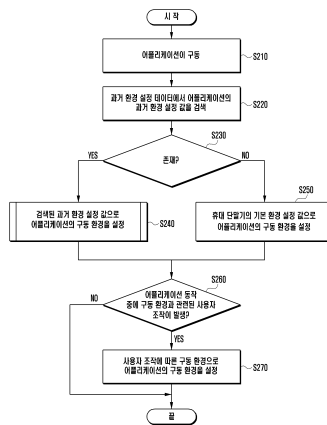 시 작
어플리케이션이 구동
S210
과거 환경 설정 데이터에서 어플리케이션의
과거 환경 설정 값을 검색
S220
S230
존재?
YES
NO
검색된 과거 환경 설정 값으로
어플리케이션의 구동 환경을 설정
S240
S250
휴대 단말기의 기본 환경 설정 값으로
어플리케이션의 구동 환경을 설정
S260
어플리케이션 동작
중에 구동 환경과 관련된 사용자
조작이 발생?
NO
YES
사용자 조작에 따른 구동 환경으로
어플리케이션의 구동 환경을 설정
S270
끝